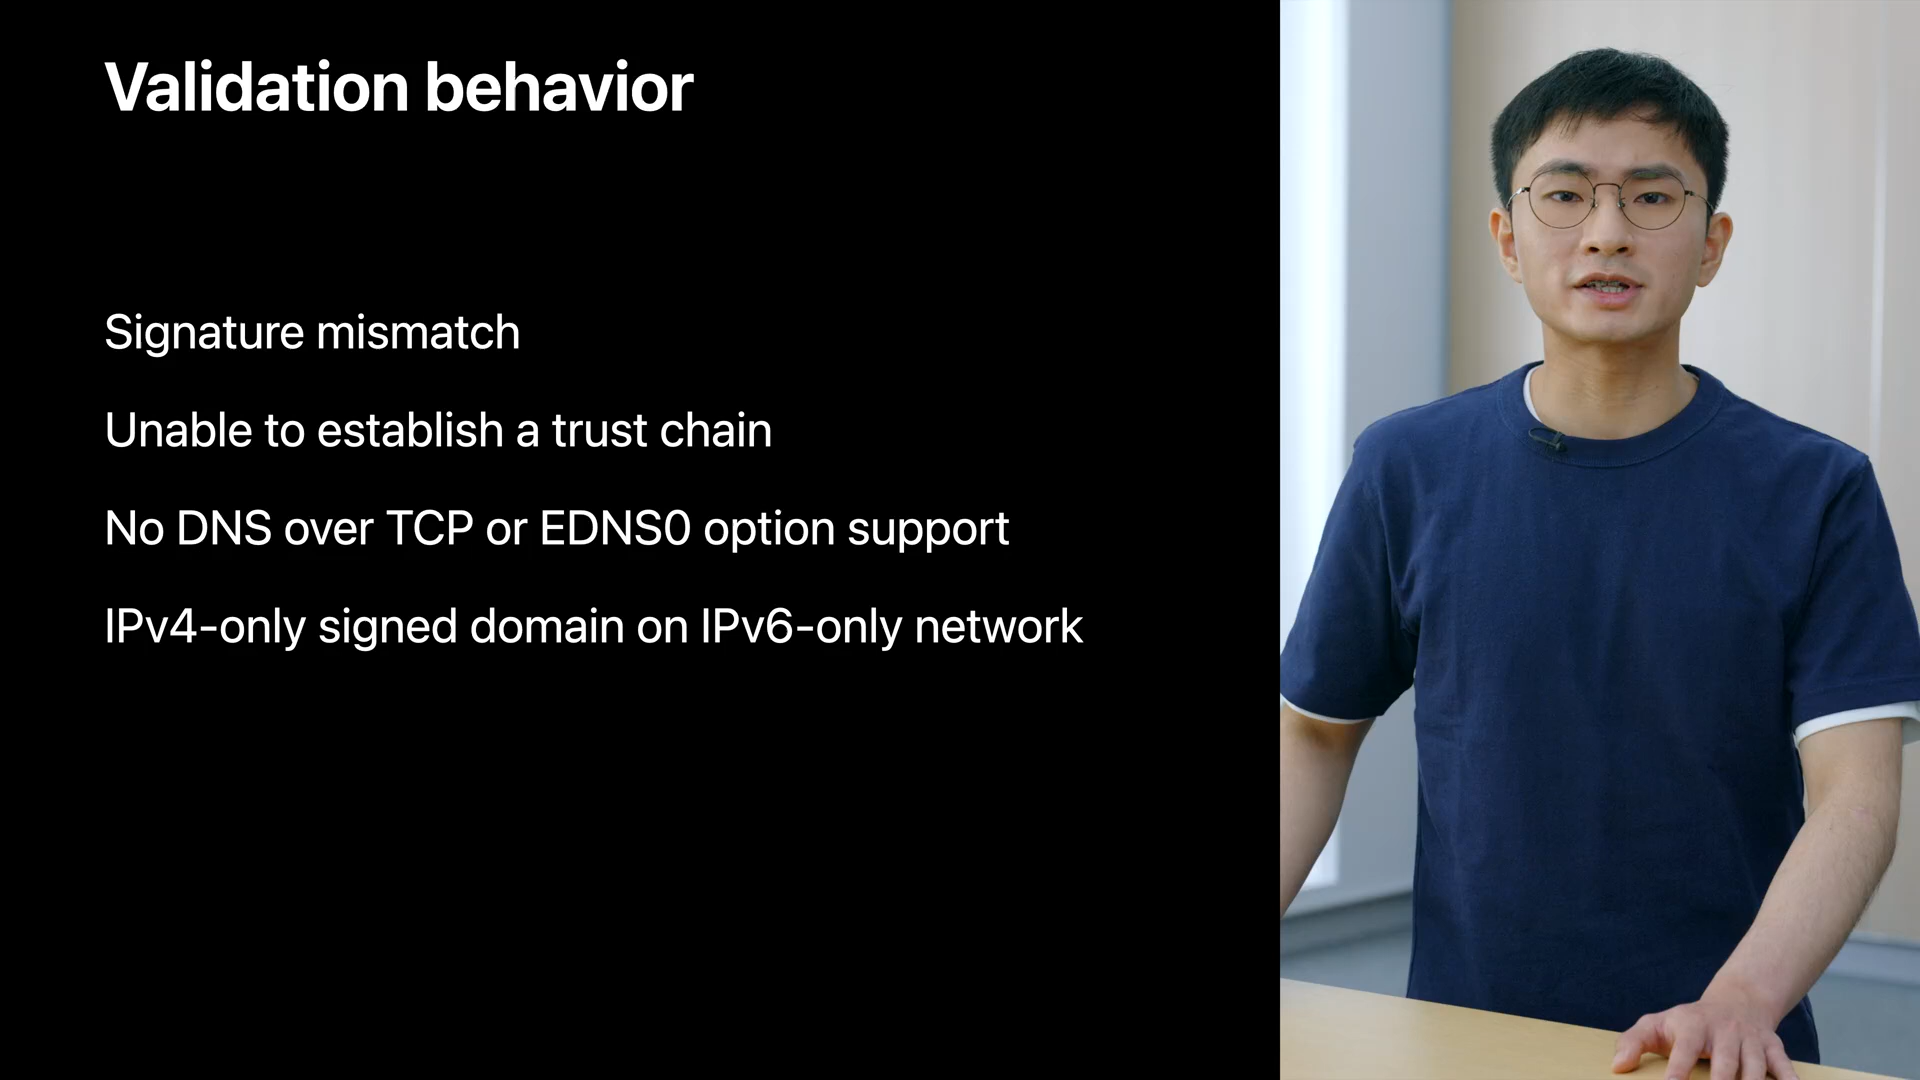 Validation behavior
Signature mismatch
Unable to establish a trust chain
No DNS over TCP or EDNS0 option support
IPv4-only signed domain on IPv6-only network